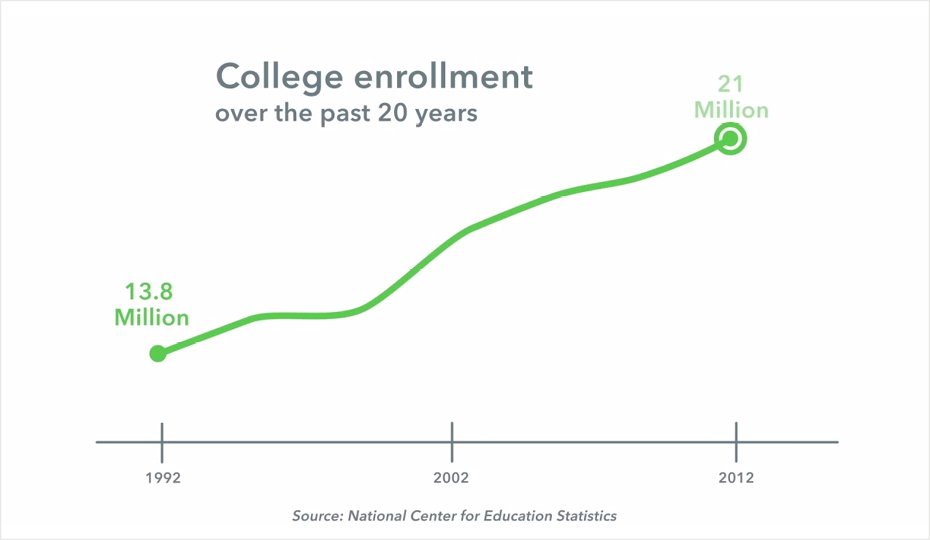 College enrollment
over the past 20 years
21
Million
13.8
Million
1992
2002
2012
Source: National Center for Education Statistics